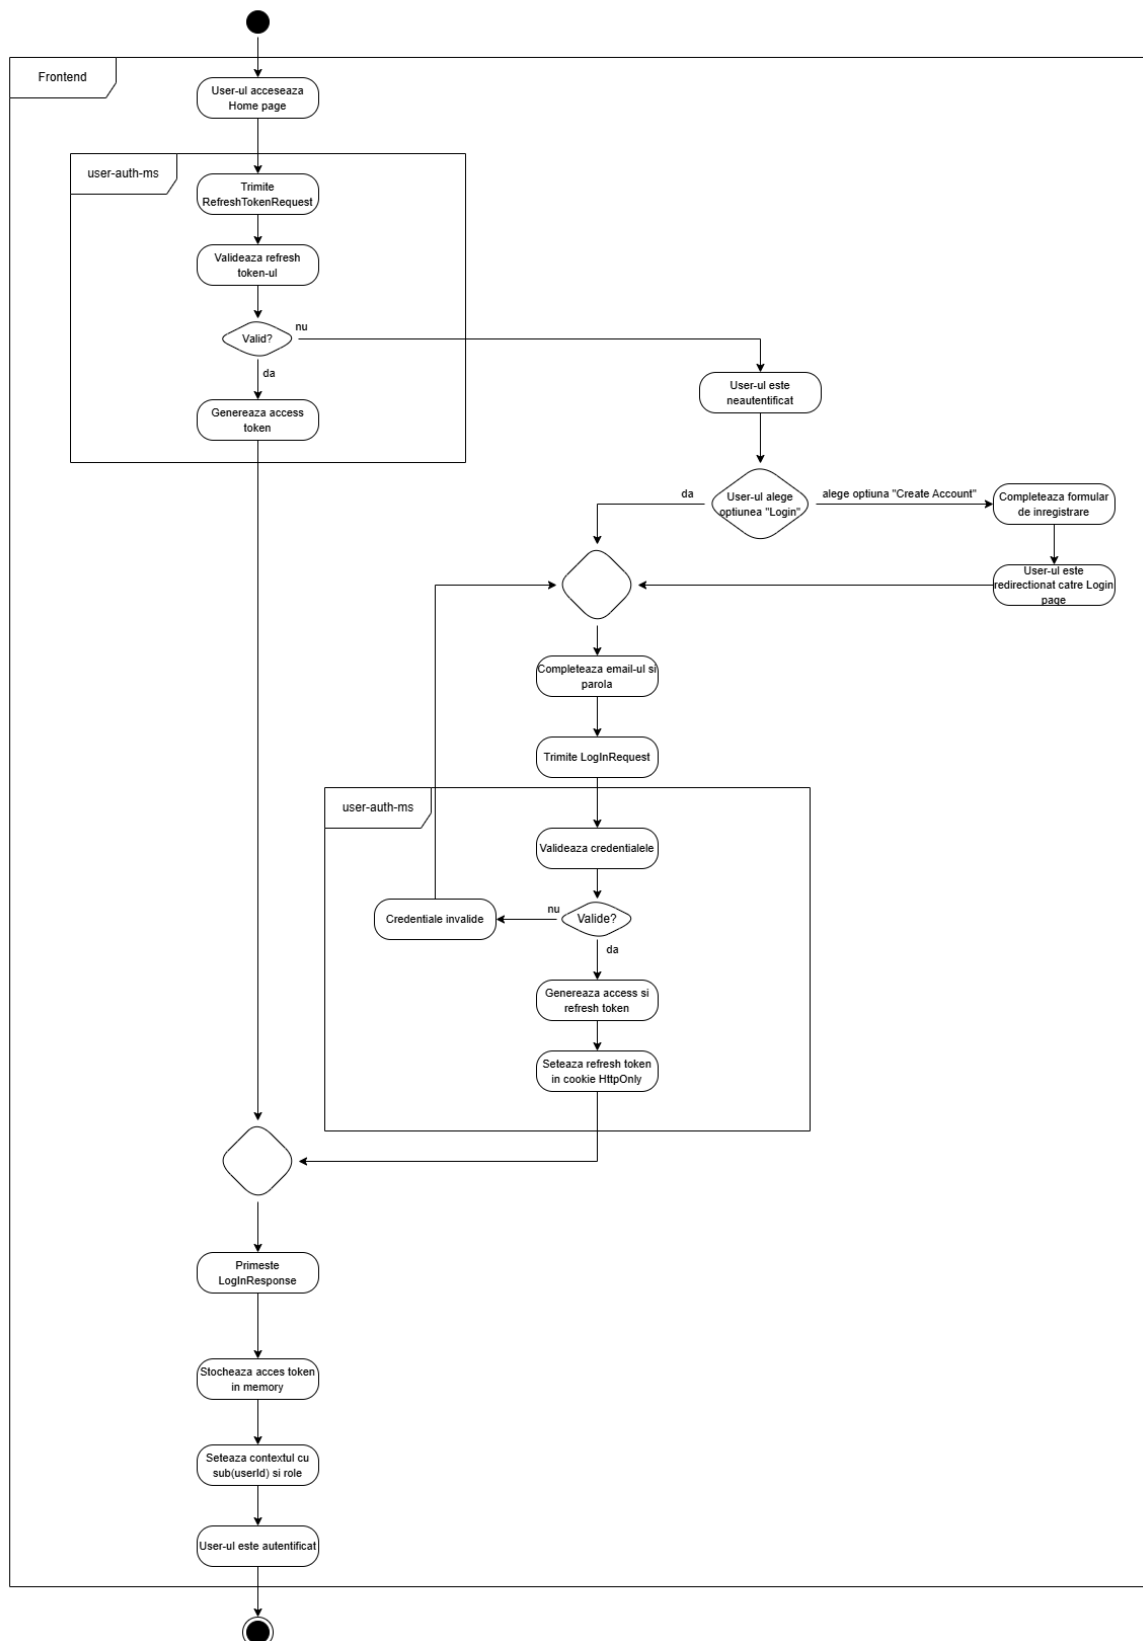 Frontend
User-ul acceseaza
Home page
user-auth-ms
Trimite
RefreshTokenRequest
Valideaza refresh
token-ul
Valid?
nu
da
Genereaza access
token
User-ul este
neautentificat
User-ul alege
optiunea "Login"
da
alege optiuna "Create Account"
Completeaza formular
de inregistrare
User-ul este
redirectionat catre Login
page
Completeaza email-ul si
parola
Trimite LogInRequest
user-auth-ms
Valideaza credentialele
Valide?
nu
Credentiale invalide
da
Genereaza access si
refresh token
Seteaza refresh token
in cookie HttpOnly
Primeste
LogInResponse
Stocheaza acces token
in memory
Seteaza contextul cu
sub(userId) si role
User-ul este autentificat